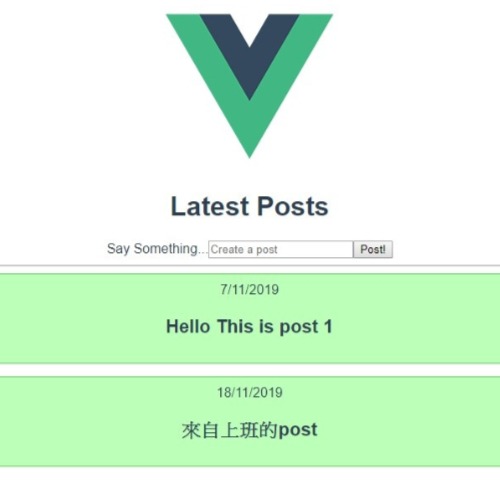 Latest Posts
Say Something...Create a post Post!
7/11/2019
Hello This is post 1
18/11/2019
來自上班的post